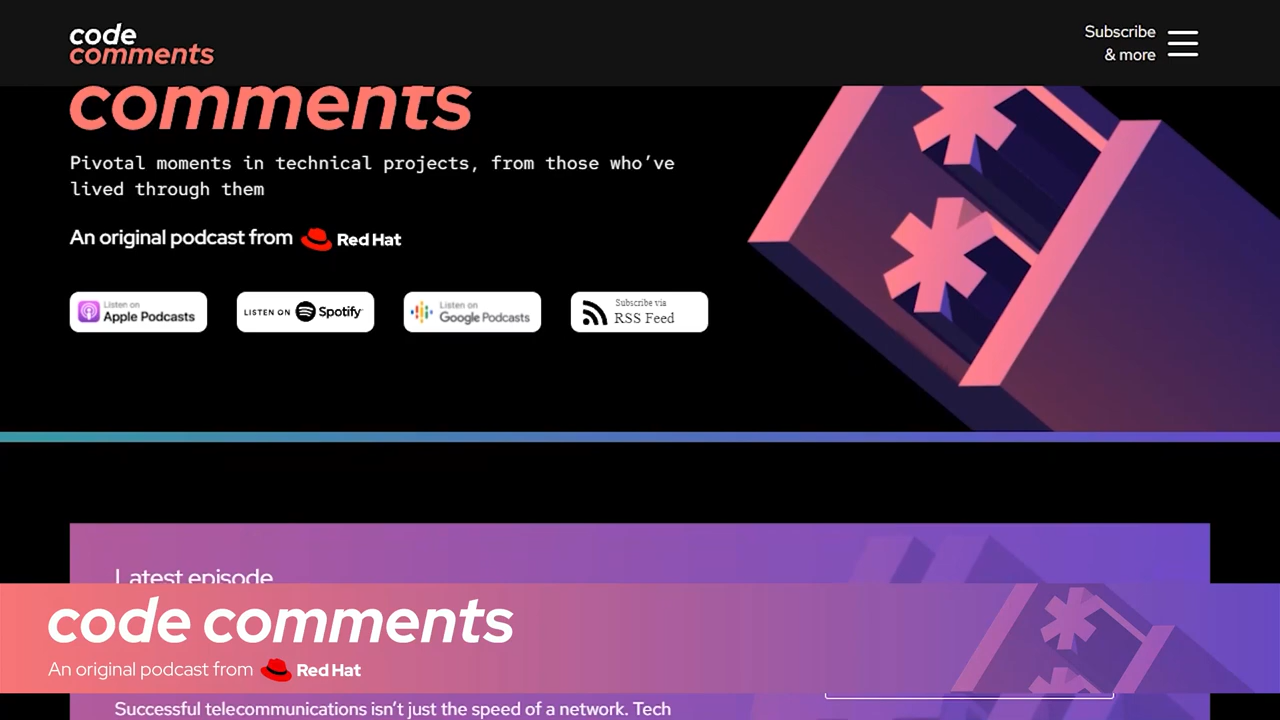 code
comments
Subscribe
& more
comments
Pivotal moments in technical projects, from those who’ve
lived through them
An original podcast from Red Hat
Listen on
Apple Podcasts
LISTEN ON Spotify
Listen on
Google Podcasts
Subscribe via
RSS Feed
Latest episode
code comments
An original podcast from Red Hat
Successful telecommunications isn’t just the speed of a network. Tech